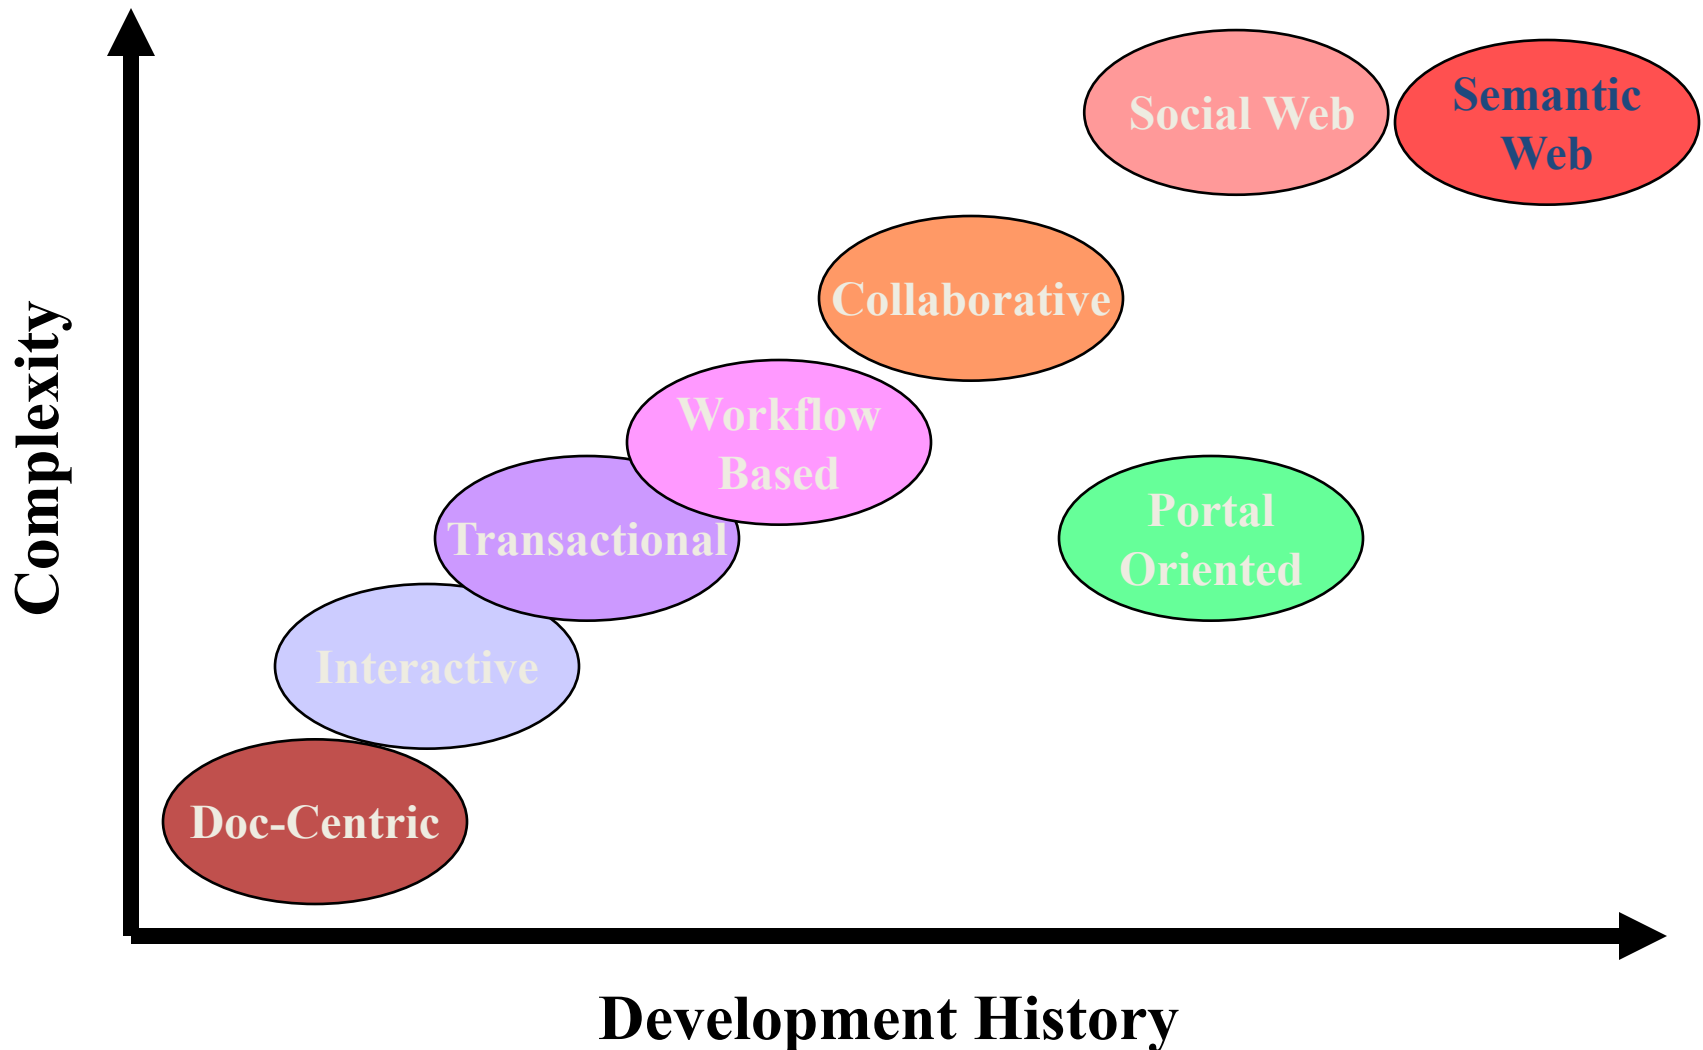 Social Web
Semantic
Web
Collaborative
Workflow
Based
Portal
Oriented
Transactional
Interactive
Doc-Centric
Complexity
Development History